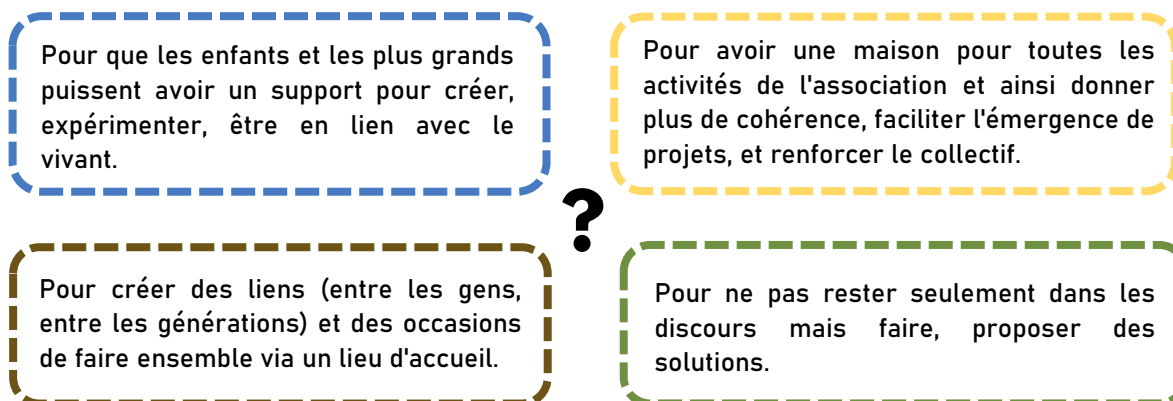 Pour que les enfants et les plus grands
puissent avoir un support pour créer,
expérimenter, être en lien avec le
vivant.
Pour avoir une maison pour toutes les
activités de l'association et ainsi donner
plus de cohérence, faciliter l'émergence de
projets, et renforcer le collectif.
?
Pour créer des liens (entre les gens,
entre les générations) et des occasions
de faire ensemble via un lieu d'accueil.
Pour ne pas rester seulement dans les
discours mais faire, proposer des
solutions.